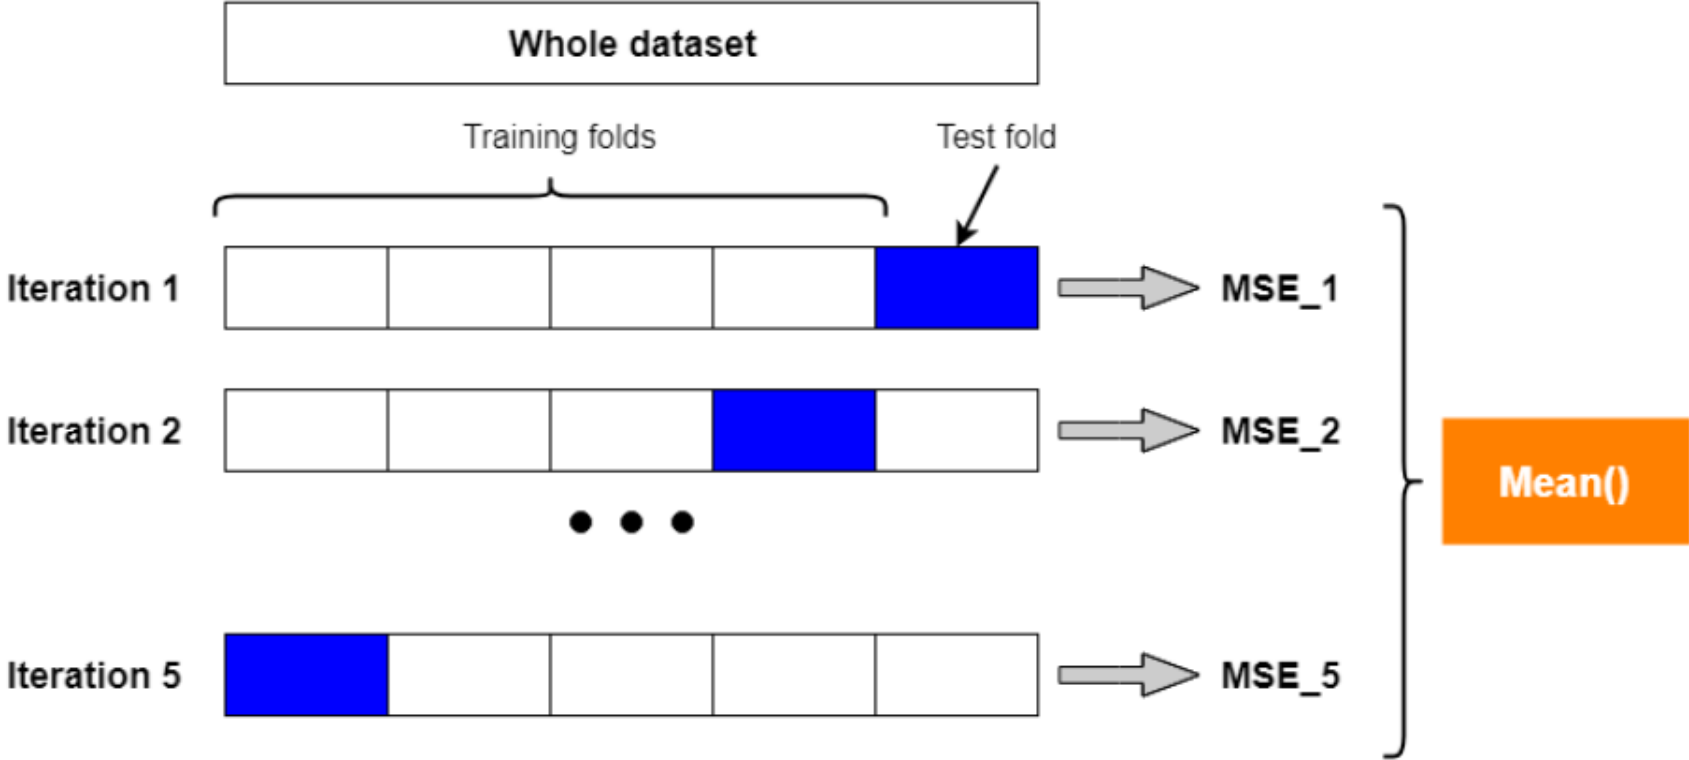 Whole dataset
Training folds
Test fold
Iteration 1
MSE_1
Iteration 2
MSE_2
Mean()
Iteration 5
MSE_5